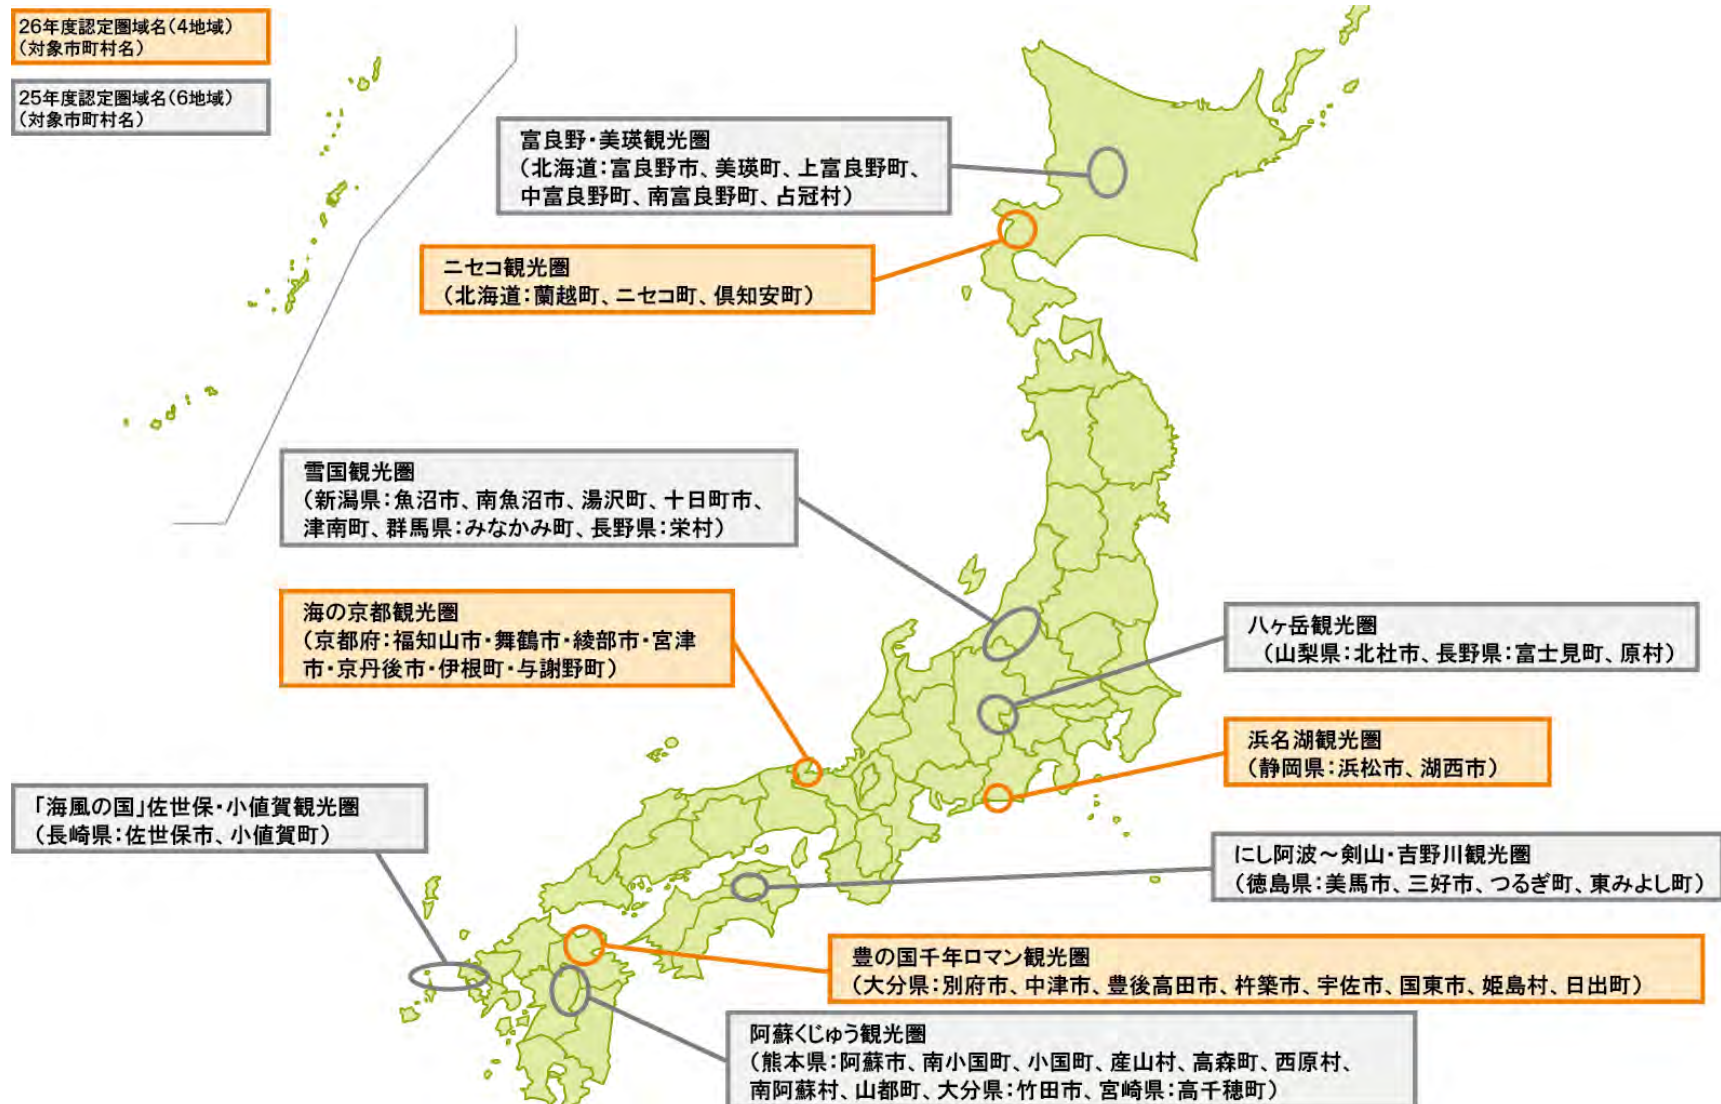 26年度認定圏域名(4地域)
(対象市町村名)
25年度認定圏域名(6地域)
(対象市町村名)
富良野・美瑛観光圏
(北海道：富良野市、美瑛町、上富良野町、
中富良野町、南富良野町、占冠村)
ニセコ観光圏
(北海道：蘭越町、ニセコ町、倶知安町)
雪国観光圏
(新潟県：魚沼市、南魚沼市、湯沢町、十日町市、
津南町、群馬県：みなかみ町、長野県：栄村)
海の京都観光圏
(京都府：福知山市・舞鶴市・綾部市・宮津
市・京丹後市・伊根町・与謝野町)
八ヶ岳観光圏
(山梨県：北杜市、長野県：富士見町、原村)
浜名湖観光圏
(静岡県：浜松市、湖西市)
「海風の国」佐世保・小値賀観光圏
(長崎県：佐世保市、小値賀町)
にし阿波～剣山・吉野川観光圏
(徳島県：美馬市、三好市、つるぎ町、東みよし町)
豊の国千年ロマン観光圏
(大分県：別府市、中津市、豊後高田市、杵築市、宇佐市、国東市、姫島村、日出町)
阿蘇くじゅう観光圏
(熊本県：阿蘇市、南小国町、小国町、産山村、高森町、西原村、
南阿蘇村、山都町、大分県：竹田市、宮崎県：高千穂町)